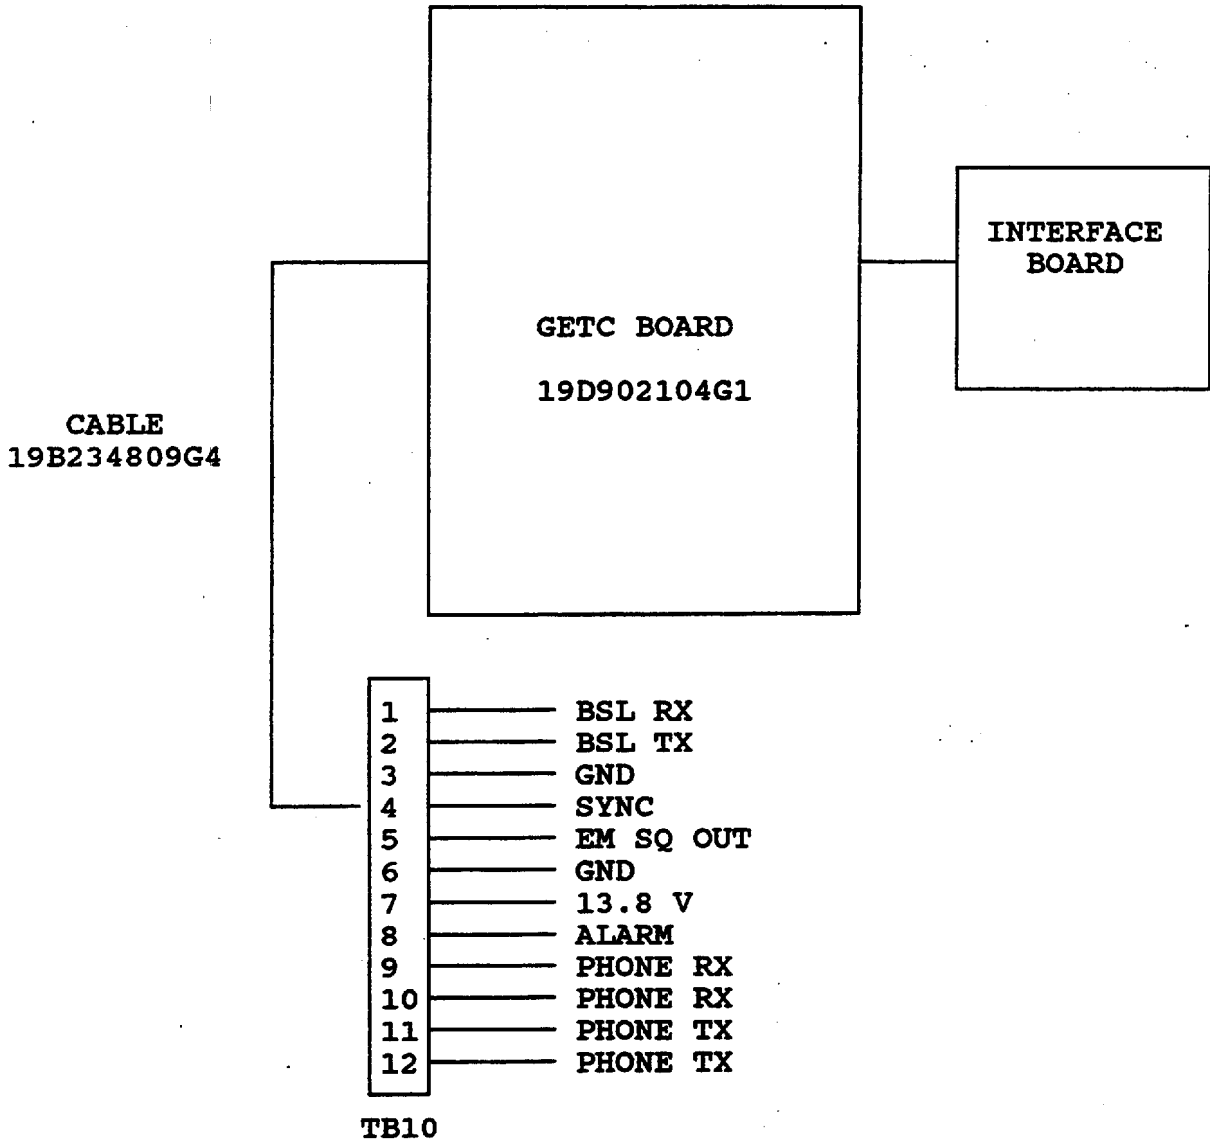 INTERFACE
BOARD
GETC BOARD
19D902104G1
CABLE
19B234809G4
1 BSL RX
2 BSL TX
3 GND
4 SYNC
5 EM SQ OUT
6 GND
7 13.8 V
8 ALARM
9 PHONE RX
10 PHONE RX
11 PHONE TX
12 PHONE TX
TB10